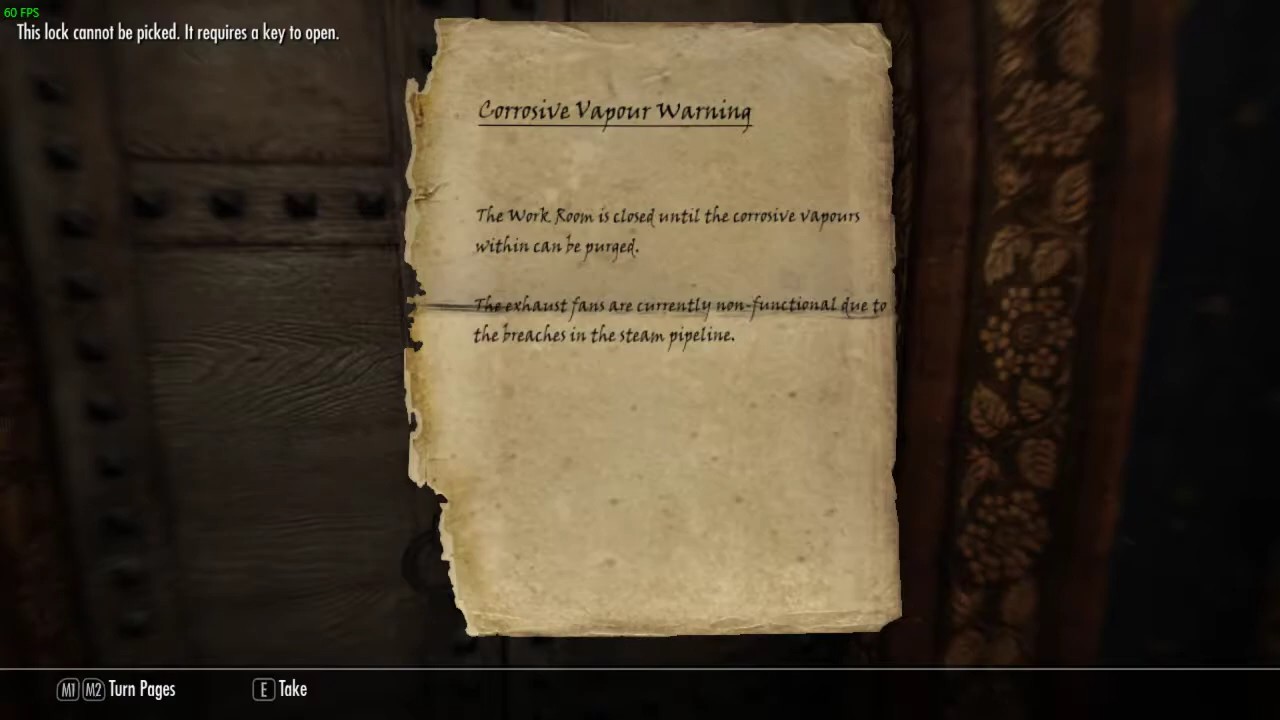 60 FPS
This lock cannot be picked. It requires a key to open.
Corrosive Vapour Warning
The Work Room is closed until the corrosive vapours
within can be purged.
The exhaust fans are currently non-functional due to
the breaches in the steam pipeline.
M1 M2 Turn Pages E Take